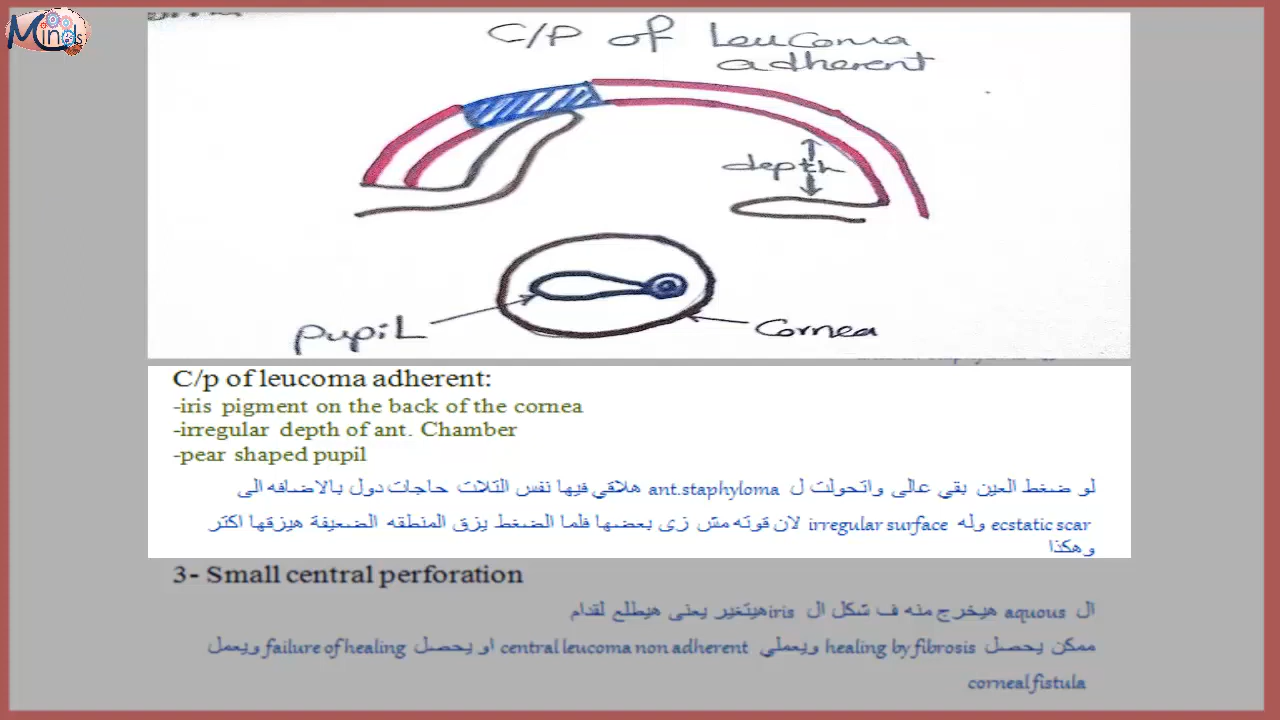 Minds
C/P of Leucoma
adherent
depth
pupiL
Cornea
C/p of leucoma adherent:
-iris pigment on the back of the cornea
-irregular depth of ant. Chamber
-pear shaped pupil
لو ضغط العين بقي عالى واتحولت ل ant.staphyloma هلاقي فيها نفس التلات حاجات دول بالاضافه الى
ecstatic scar وله irregular surface لان قوته مش زى بعضها فلما الضغط يزق المنطقه الضعيفة هيزقها اكتر
وهكذا
3- Small central perforation
ال aquous هيخرج منه ف شكل ال iris هيتغير يعنى هيطلع لقدام
ممكن يحصل healing by fibrosis ويعملي central leucoma non adherent او يحصل failure of healing ويعمل
corneal fistula